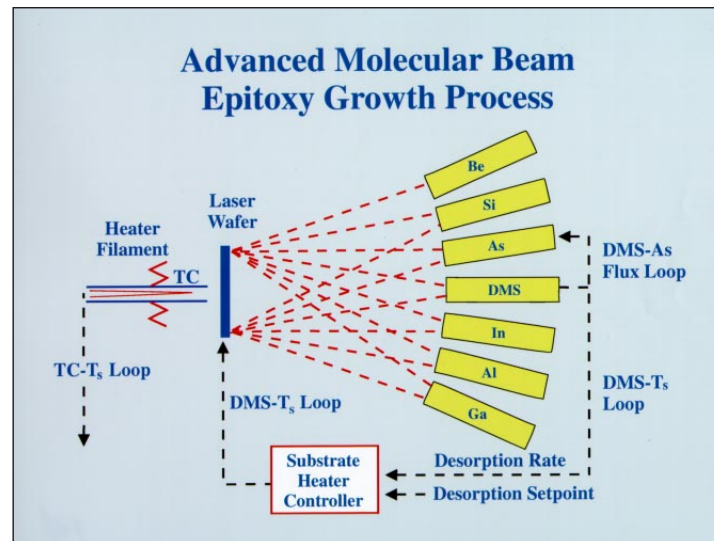 Advanced Molecular Beam
Epitoxy Growth Process
Be
Si
Laser
Wafer
As
Heater
Filament
TC
DMS-As
Flux Loop
DMS
In
TC-Ts Loop
Al
DMS-Ts
Loop
DMS-Ts Loop
Ga
Substrate
Heater
Controller
Desorption Rate
Desorption Setpoint